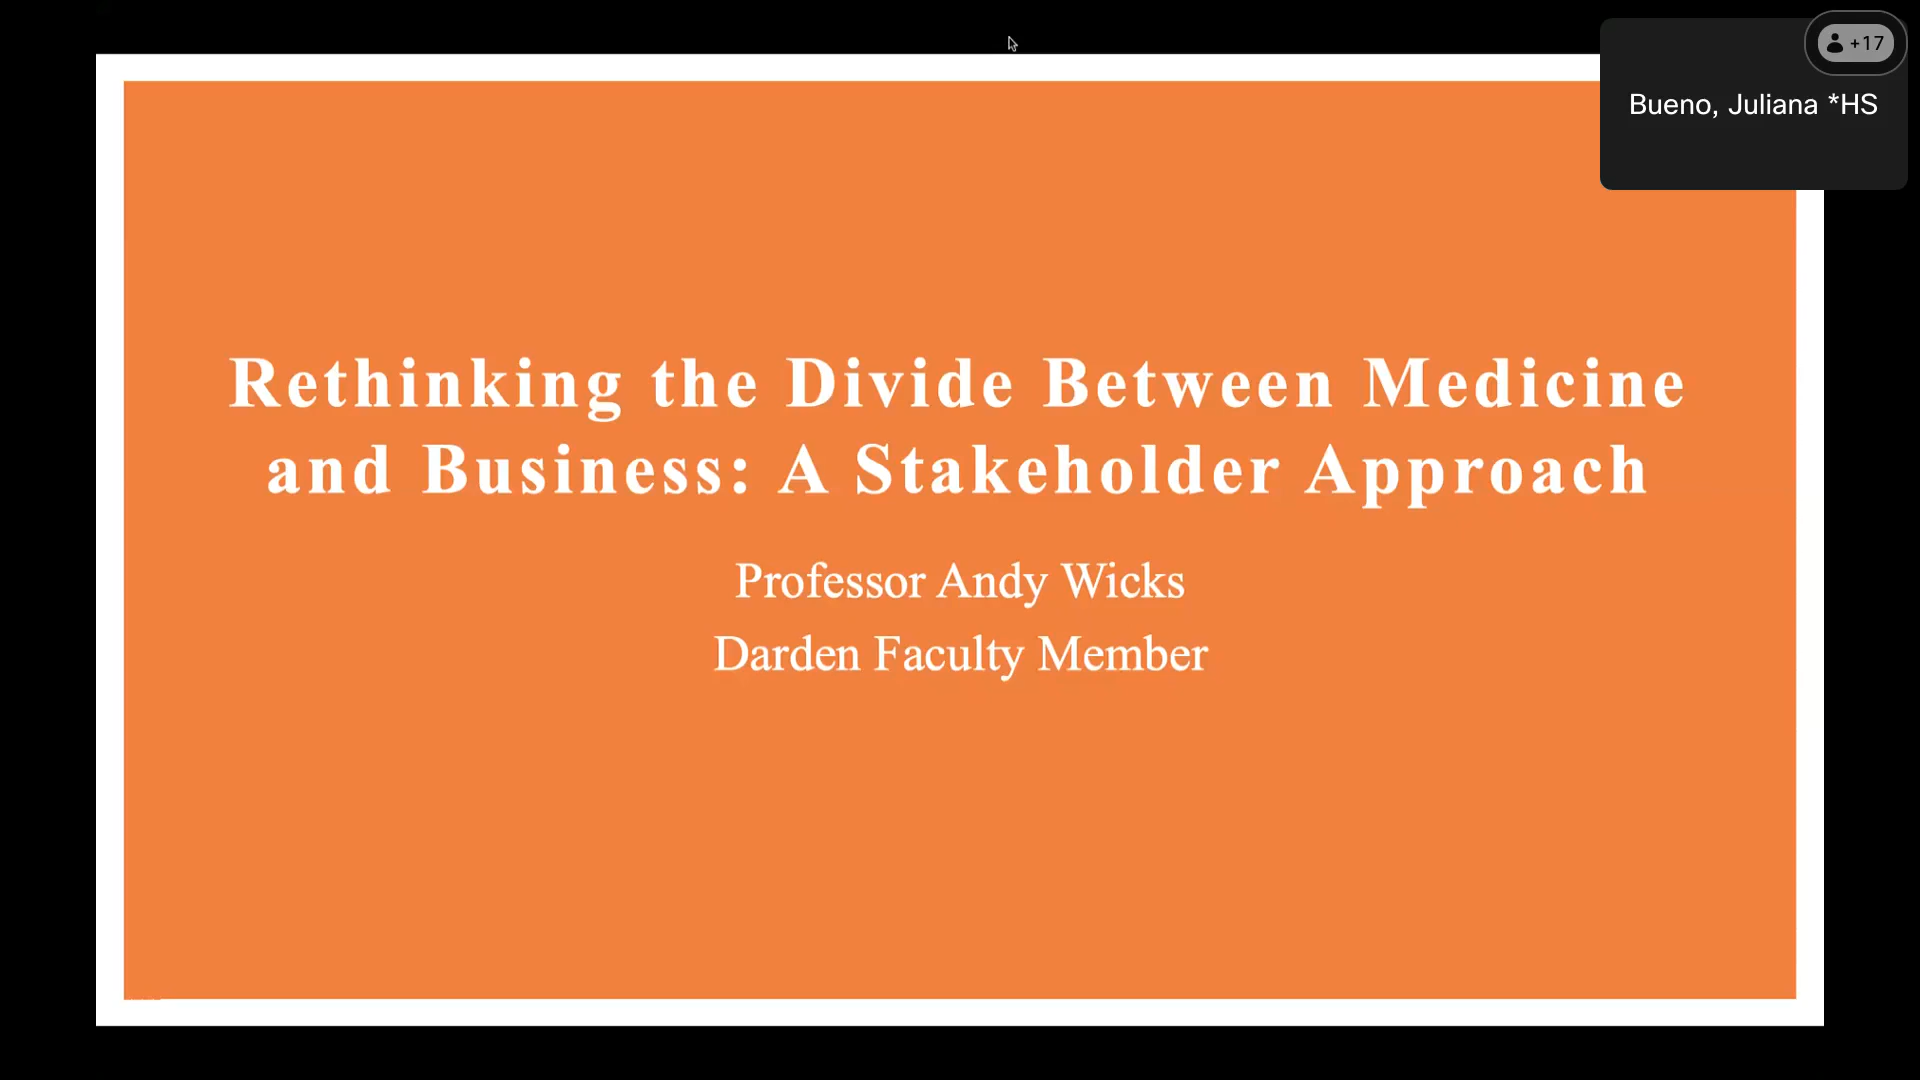 +17
Bueno, Juliana *HS
Rethinking the Divide Between Medicine
and Business: A Stakeholder Approach
Professor Andy Wicks
Darden Faculty Member